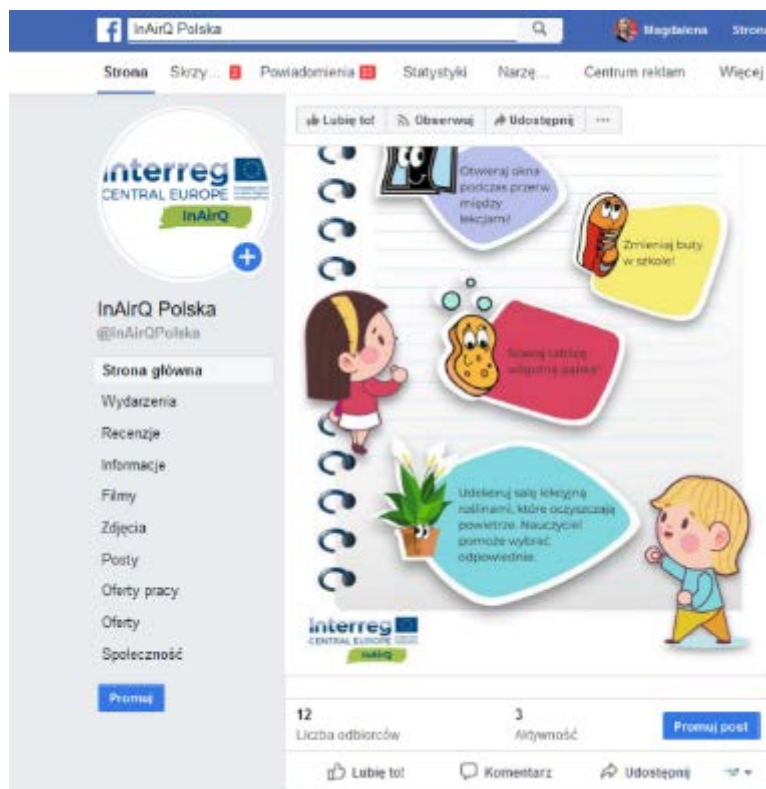 InAirQ Polska
Magdalena Strona
Strona Skrzy... 3 Powiadomienia 23 Statystyki Narzę... Centrum reklam Więcej
Lubię to! Obserwuj Udostępnij ...
Interreg
CENTRAL EUROPE
InAirQ
InAirQ Polska
@InAirQPolska
Strona główna
Wydarzenia
Recenzje
Informacje
Filmy
Zdjęcia
Posty
Oferty pracy
Oferty
Społeczność
Promuj
Otwieraj okna
podczas przerw
między
lekcjami!
Zmieniaj buty
w szkole!
Ścieraj tablicę
wilgotną gąbką!
Udekoruj salę lekcyjną
roślinami, które oczyszczają
powietrze. Nauczyciel
pomoże wybrać
odpowiednie.
Interreg
CENTRAL EUROPE
InAirQ
12
Liczba odbiorców
3
Aktywność
Promuj post
Lubię to! Komentarz Udostępnij